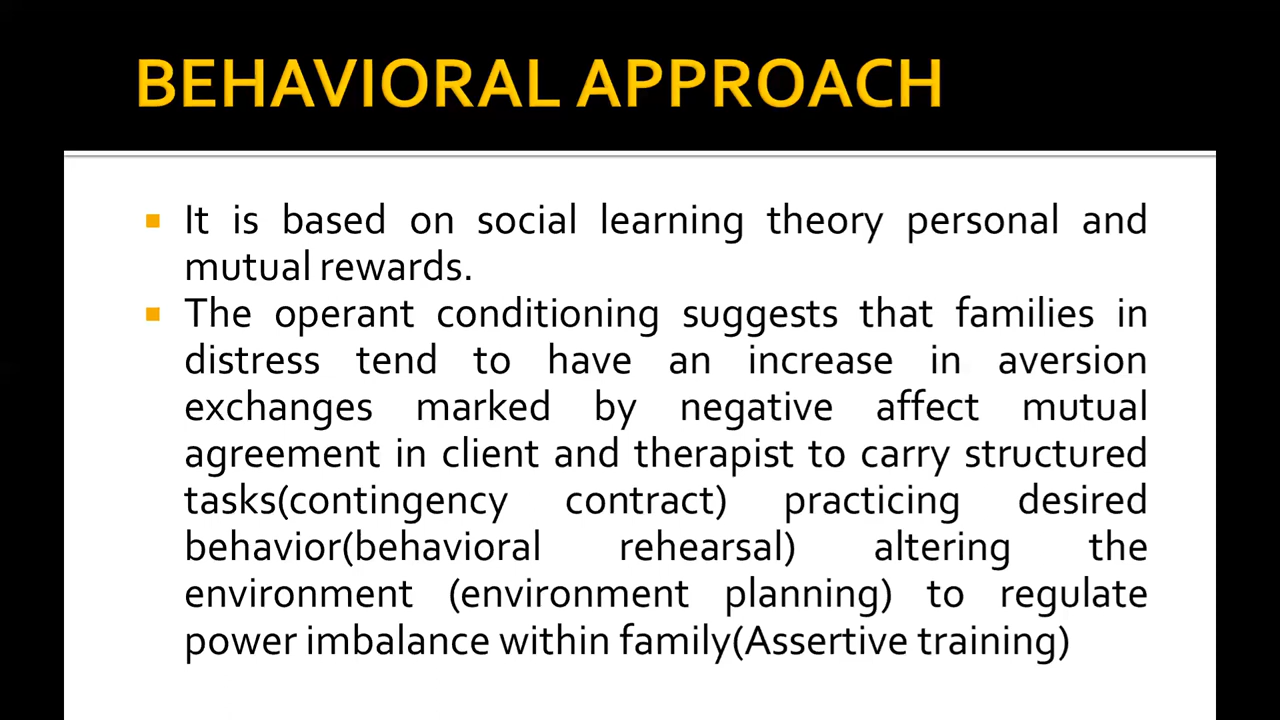 BEHAVIORAL APPROACH
It is based on social learning theory personal and
mutual rewards.
The operant conditioning suggests that families in
distress tend to have an increase in aversion
exchanges marked by negative affect mutual
agreement in client and therapist to carry structured
tasks(contingency contract) practicing desired
behavior(behavioral rehearsal) altering the
environment (environment planning) to regulate
power imbalance within family(Assertive training)